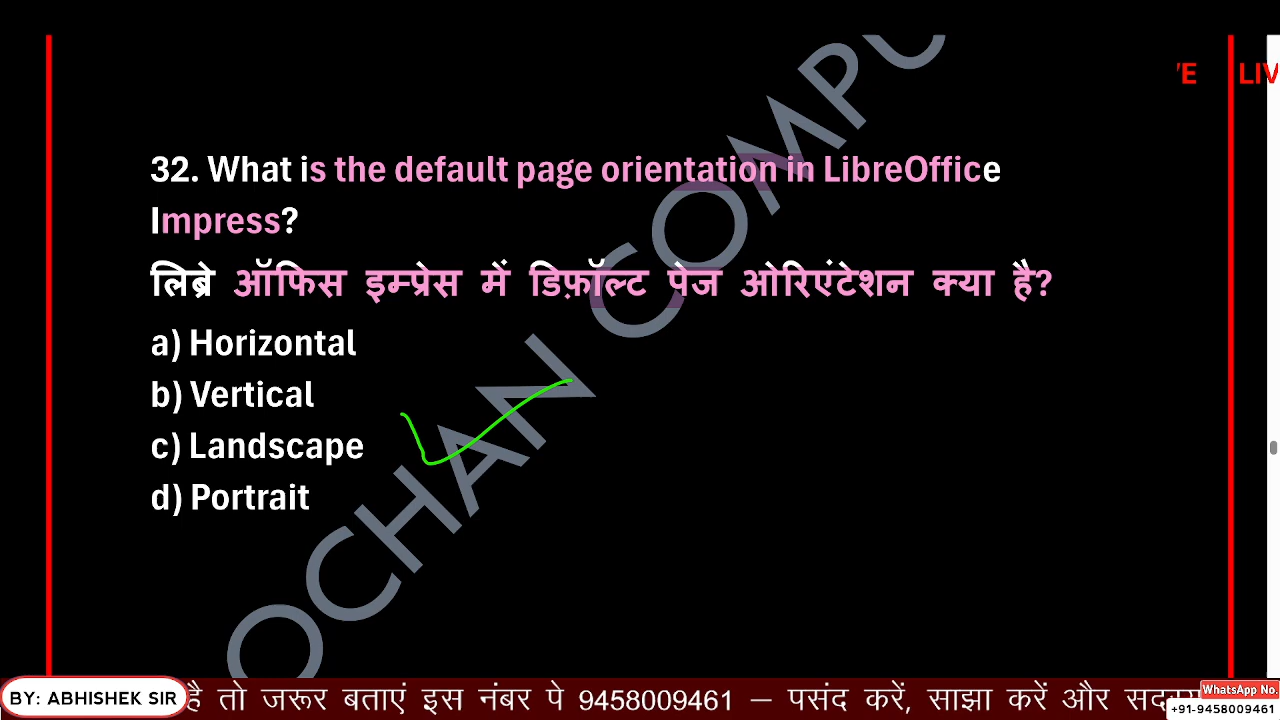 'E
LIV
32. What is the default page orientation in LibreOffice
Impress?
लिब्रे ऑफिस इम्प्रेस में डिफ़ॉल्ट पेज ओरिएंटेशन क्या है?
a) Horizontal
b) Vertical
c) Landscape
d) Portrait
OCHAN COMPU
BY: ABHISHEK SIR
है तो जरूर बताएं इस नंबर पे 9458009461 – पसंद करें, साझा करें और
WhatsApp No.
+91-9458009461